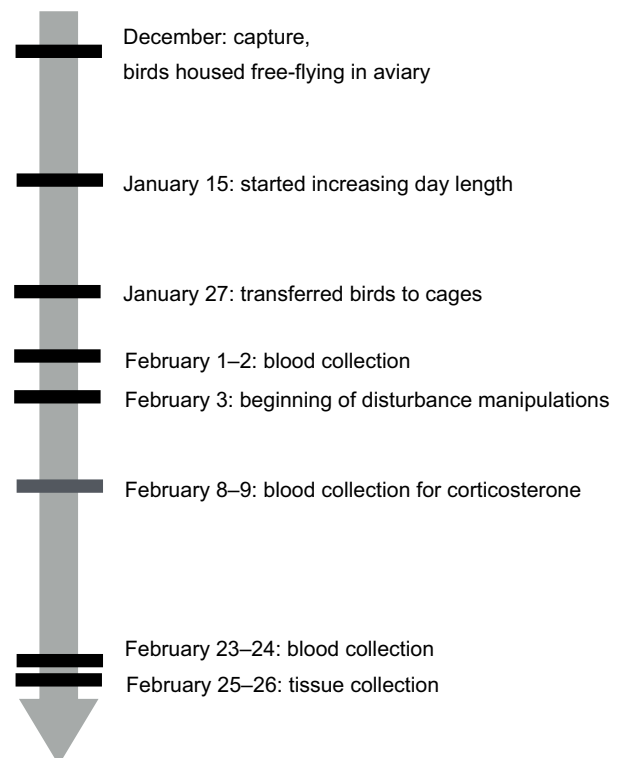 December: capture,
birds housed free-flying in aviary
January 15: started increasing day length
January 27: transferred birds to cages
February 1–2: blood collection
February 3: beginning of disturbance manipulations
February 8–9: blood collection for corticosterone
February 23–24: blood collection
February 25–26: tissue collection